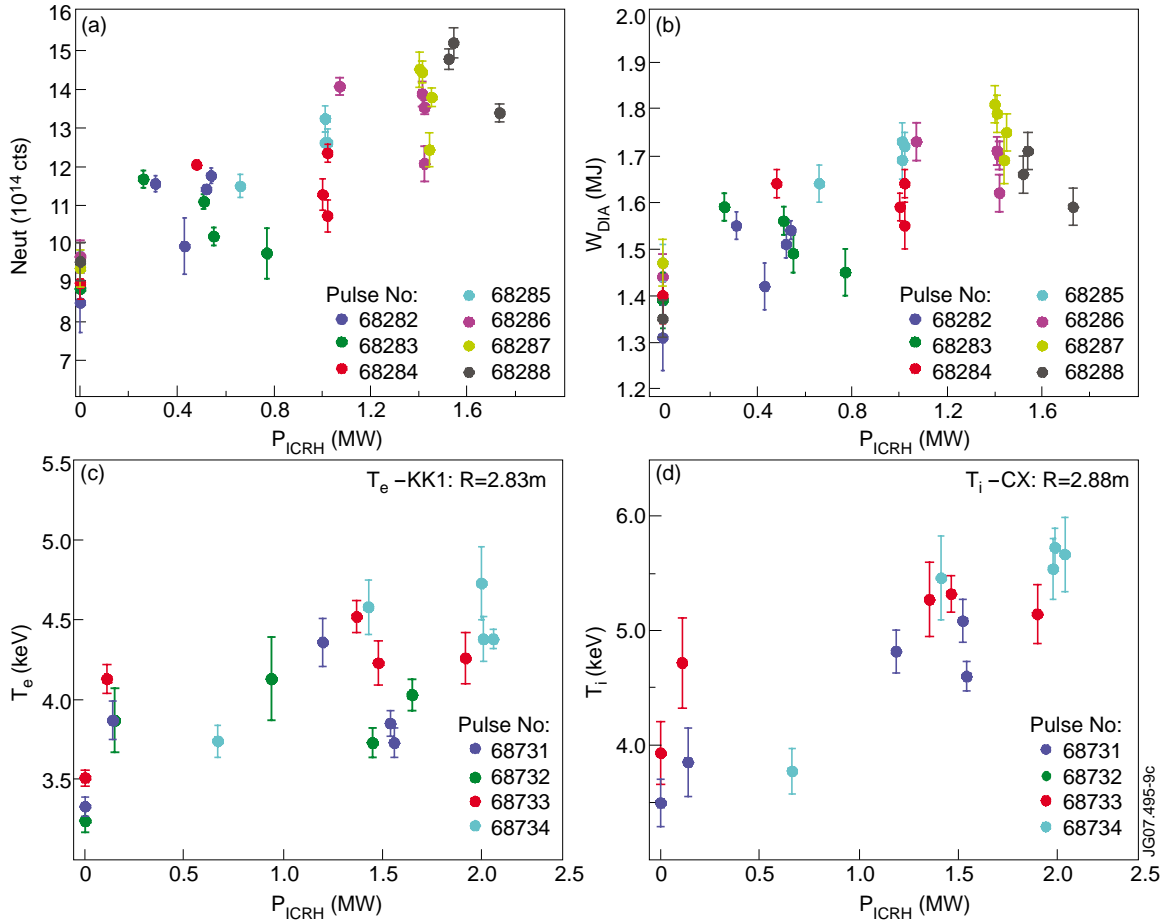 (a)
16
15
14
13
12
11
10
9
8
7
Neut (10^14 cts)
Pulse No:
68282
68283
68284
68285
68286
68287
68288
0 0.4 0.8 1.2 1.6
P_ICRH (MW)
(b)
2.0
1.9
1.8
1.7
1.6
1.5
1.4
1.3
1.2
W_DIA (MJ)
Pulse No:
68282
68283
68284
68285
68286
68287
68288
0 0.4 0.8 1.2 1.6
P_ICRH (MW)
(c)
T_e –KK1: R=2.83m
5.5
5.0
4.5
4.0
3.5
T_e (keV)
Pulse No:
68731
68732
68733
68734
0 0.5 1.0 1.5 2.0 2.5
P_ICRH (MW)
(d)
T_i –CX: R=2.88m
6.0
5.0
4.0
T_i (keV)
Pulse No:
68731
68732
68733
68734
0 0.5 1.0 1.5 2.0 2.5
P_ICRH (MW)
JG07.495-9c